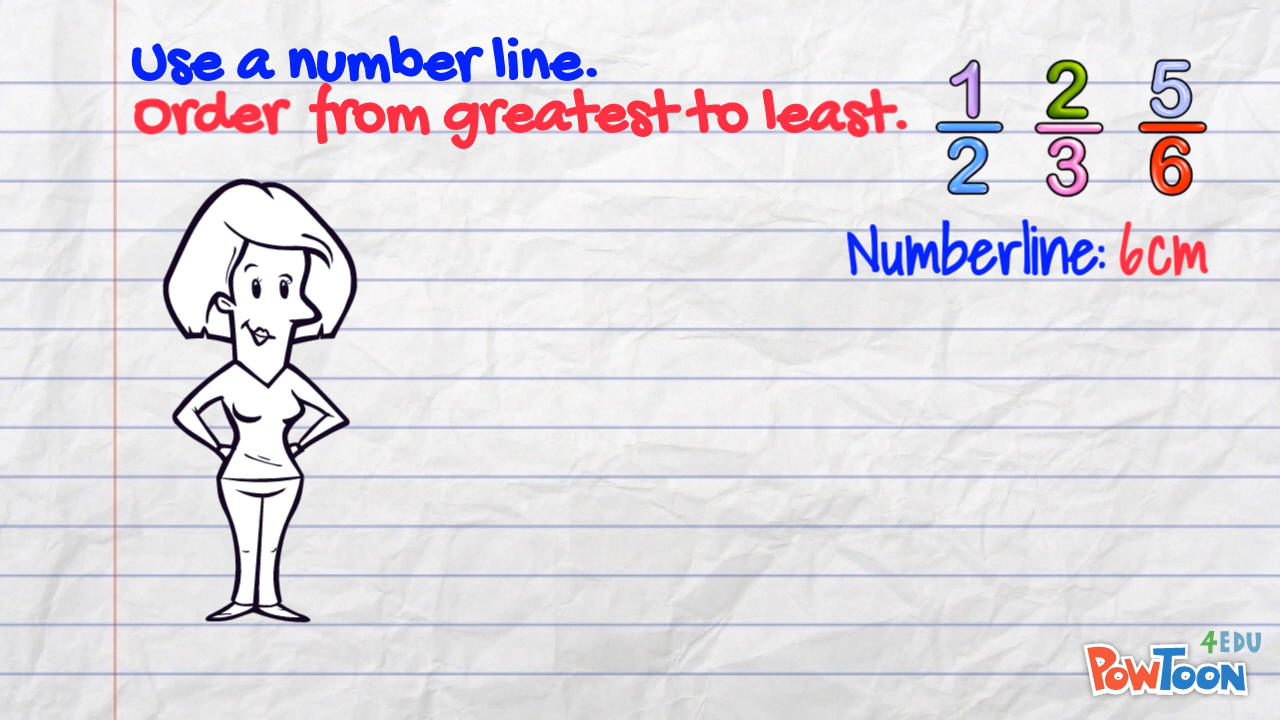 Use a number line.
Order from greatest to least.
1 2 5
2 3 6
Numberline: 6cm
4EDU
POWTOON